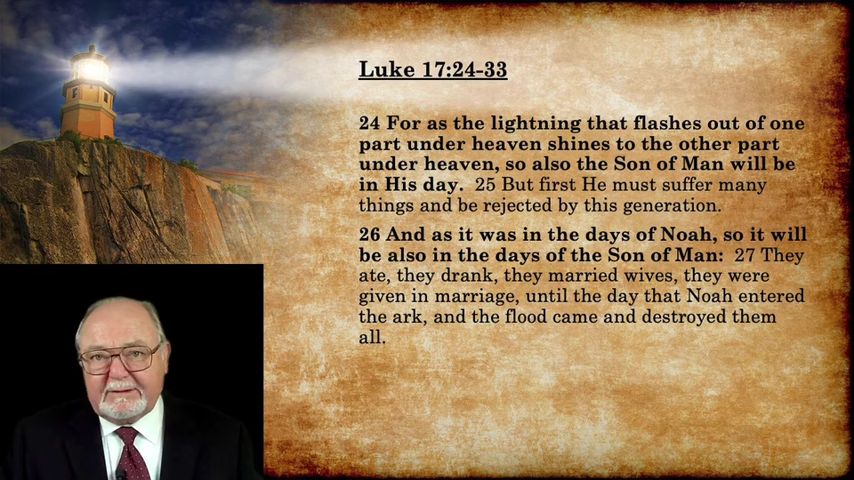 Luke 17:24-33
24 For as the lightning that flashes out of one
part under heaven shines to the other part
under heaven, so also the Son of Man will be
in His day. 25 But first He must suffer many
things and be rejected by this generation.
26 And as it was in the days of Noah, so it will
be also in the days of the Son of Man: 27 They
ate, they drank, they married wives, they were
given in marriage, until the day that Noah entered
the ark, and the flood came and destroyed them
all.